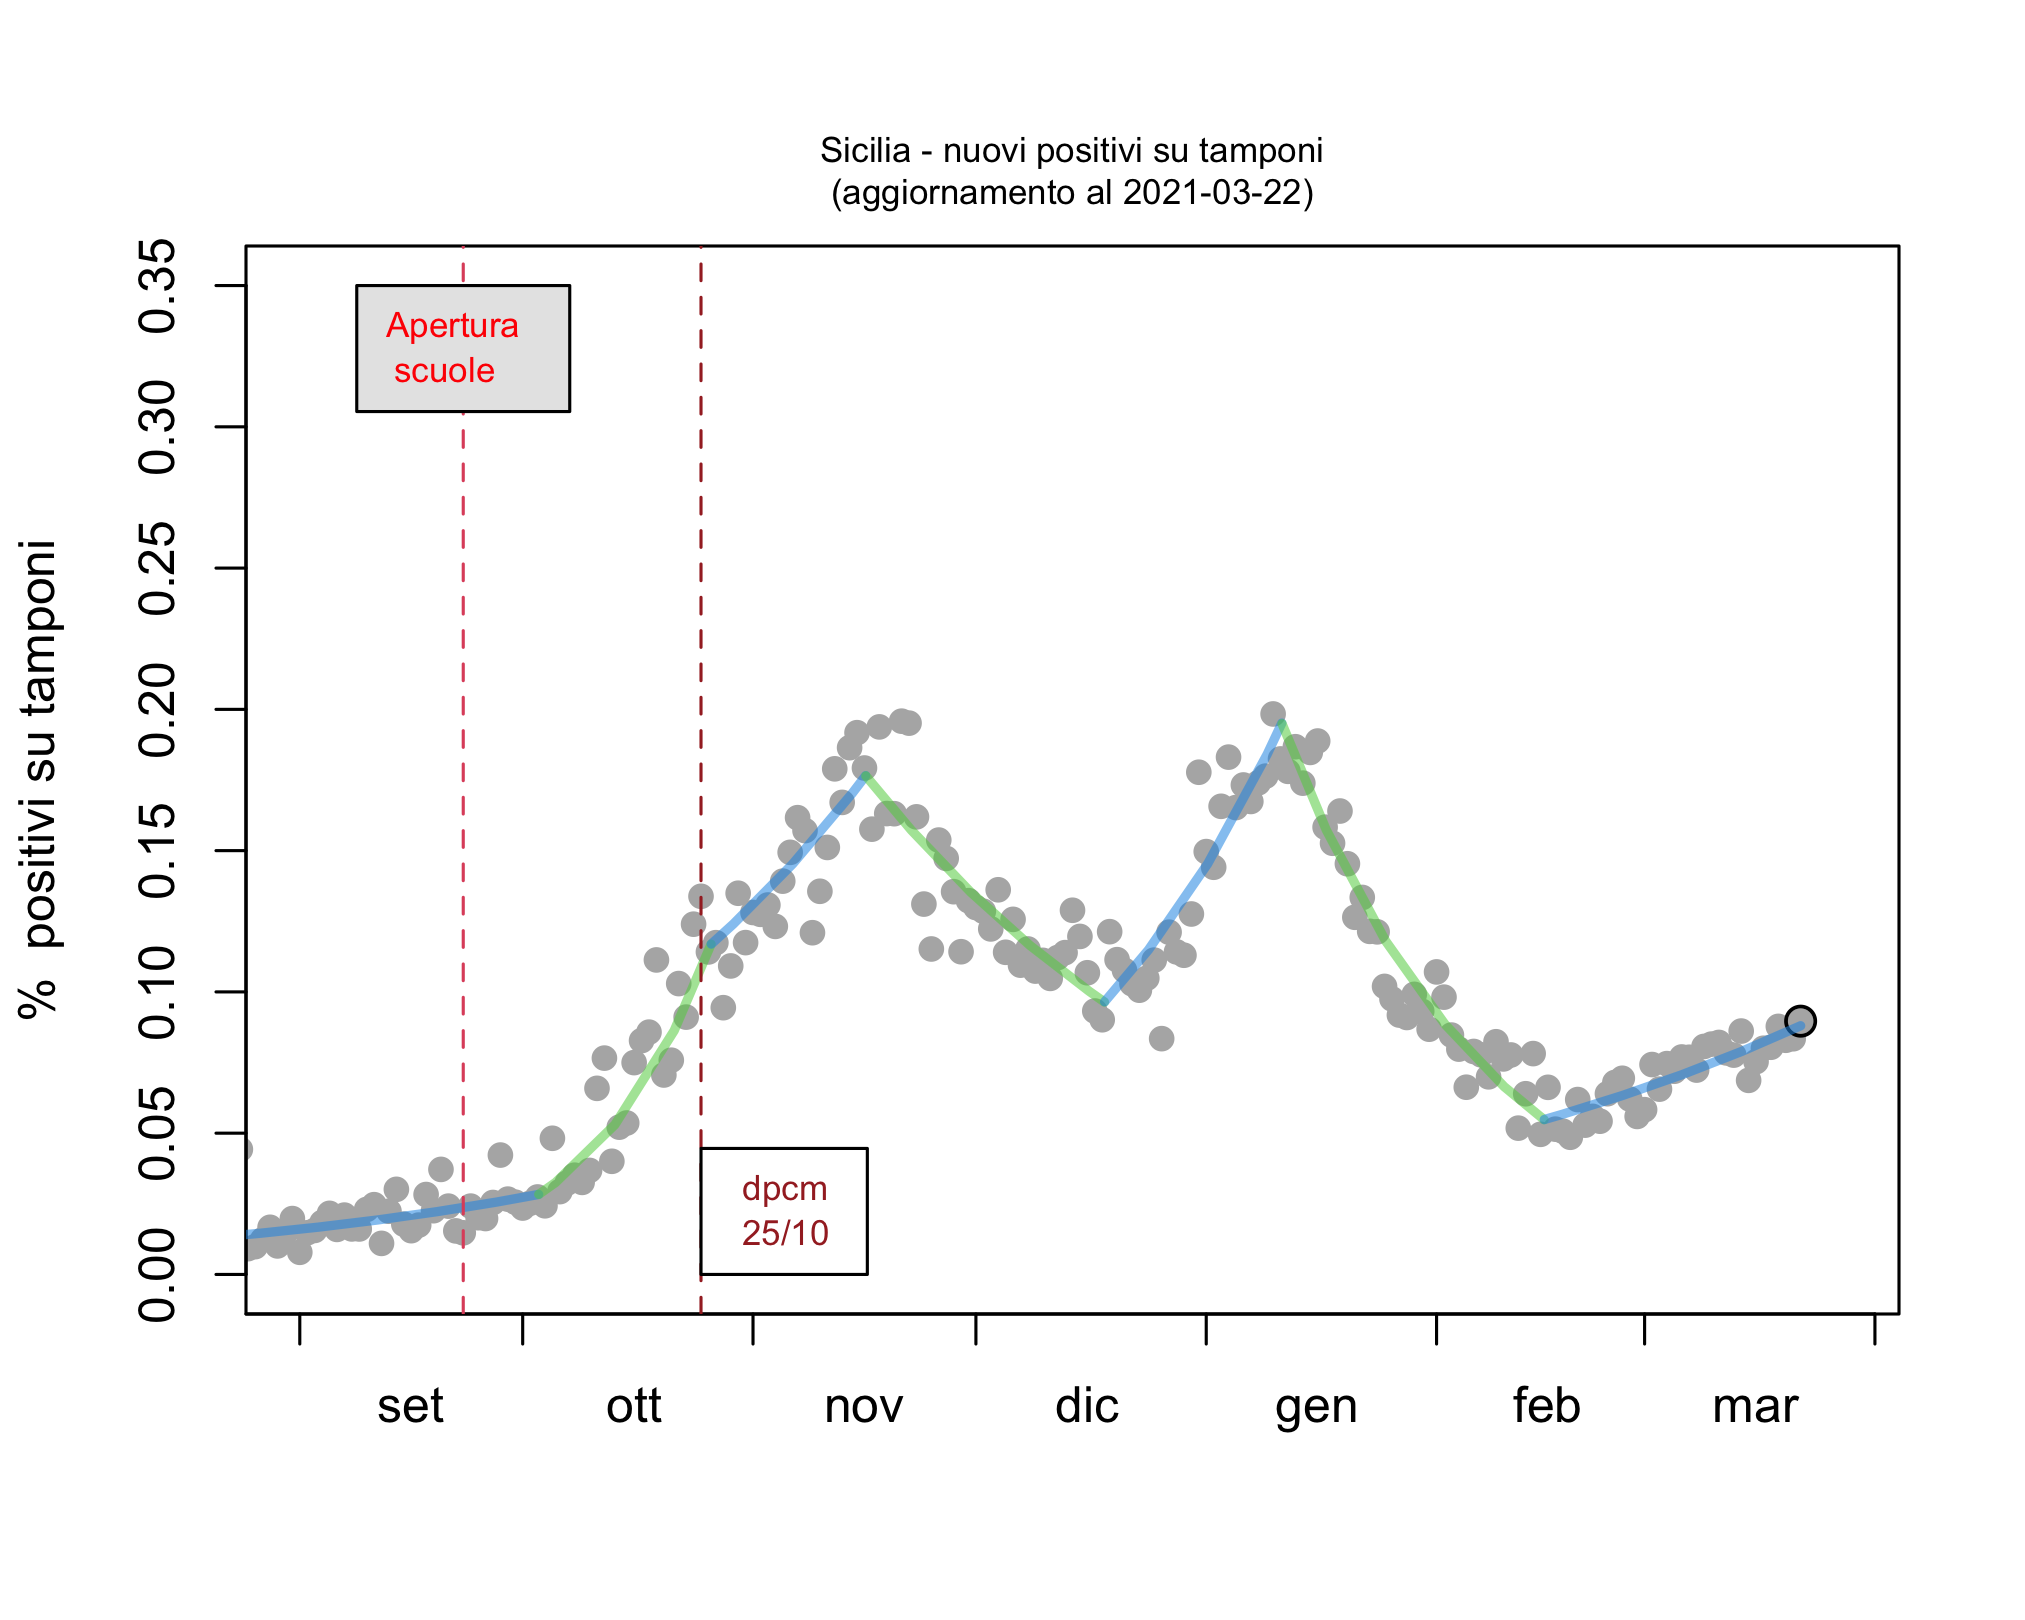 Sicilia - nuovi positivi su tamponi
(aggiornamento al 2021-03-22)
% positivi su tamponi
0.35
0.30
0.25
0.20
0.15
0.10
0.05
0.00
Apertura
scuole
dpcm
25/10
set ott nov dic gen feb mar